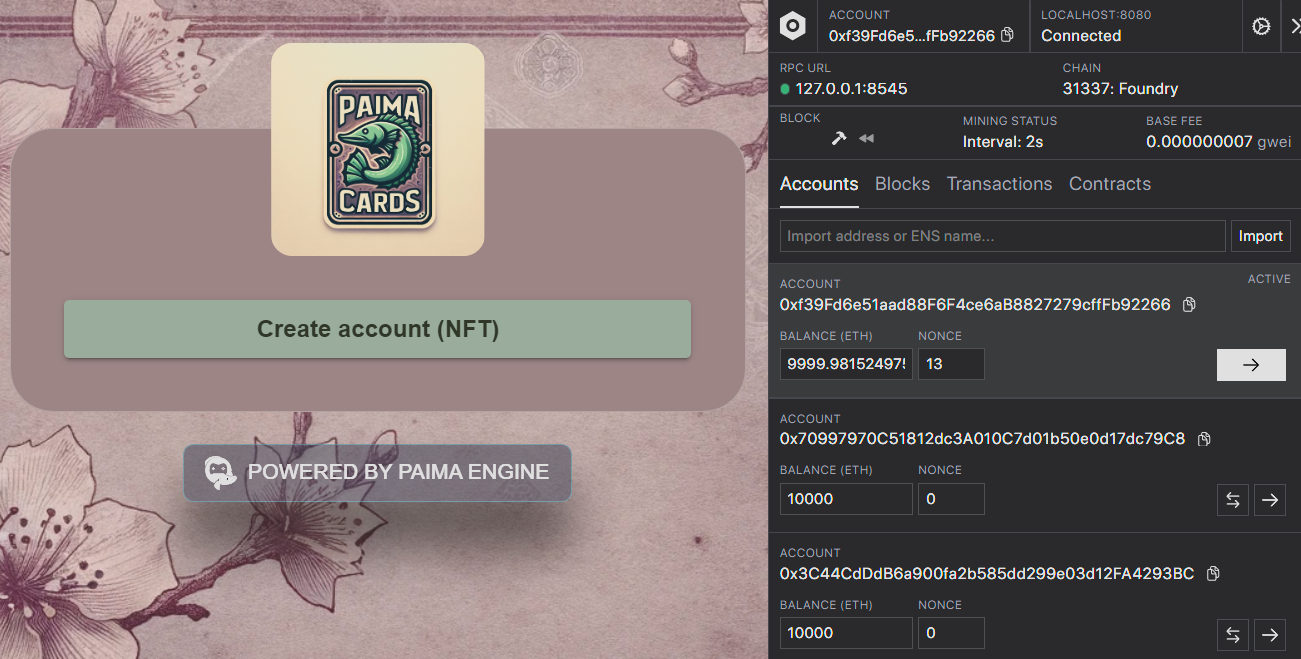 PAIMA
CARDS
Create account (NFT)
POWERED BY PAIMA ENGINE
ACCOUNT
0xf39Fd6e5...fFb92266
LOCALHOST:8080
Connected
RPC URL
127.0.0.1:8545
CHAIN
31337: Foundry
BLOCK
MINING STATUS
Interval: 2s
BASE FEE
0.000000007 gwei
Accounts Blocks Transactions Contracts
Import address or ENS name...
Import
ACTIVE
ACCOUNT
0xf39Fd6e51aad88F6F4ce6aB8827279cffFb92266
BALANCE (ETH) NONCE
9999.981524975 13
ACCOUNT
0x70997970C51812dc3A010C7d01b50e0d17dc79C8
BALANCE (ETH) NONCE
10000 0
ACCOUNT
0x3C44CdDdB6a900fa2b585dd299e03d12FA4293BC
BALANCE (ETH) NONCE
10000 0